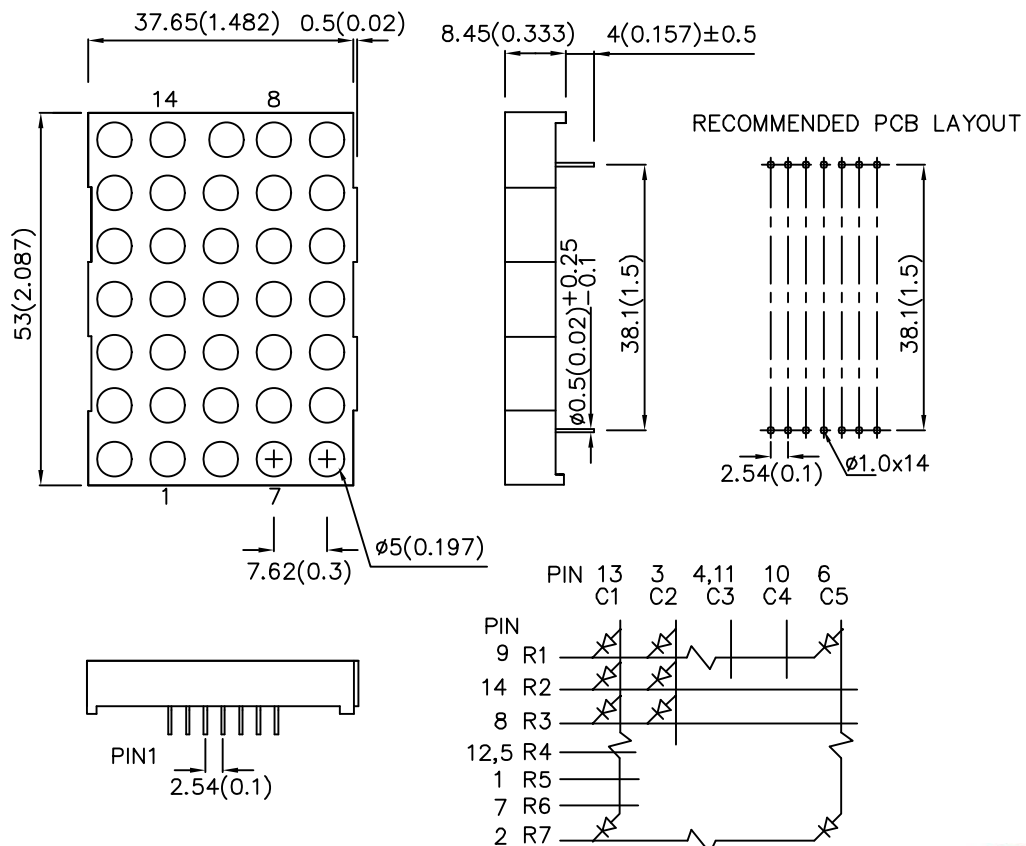 37.65(1.482) 0.5(0.02)
8.45(0.333) 4(0.157)±0.5
14 8
RECOMMENDED PCB LAYOUT
53(2.087)
ø0.5(0.02)+0.25 −0.1
38.1(1.5)
38.1(1.5)
2.54(0.1) ø1.0x14
1 7
7.62(0.3)
ø5(0.197)
PIN 13 3 4,11 10 6
C1 C2 C3 C4 C5
PIN
9 R1
14 R2
8 R3
12,5 R4
1 R5
7 R6
2 R7
PIN1
2.54(0.1)